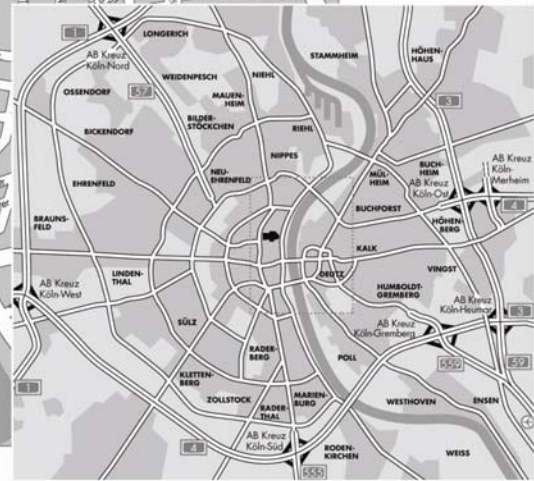 1
AB Kreuz
Köln-Nord
LONGERICH
STAMMHEIM
HÖHEN-
HAUS
OSSENDORF
57
WEIDENPESCH
NIEHL
MAUEN-
HEIM
3
BILDER-
STÖCKCHEN
BICKENDORF
RIEHL
NIPPES
AB Kreuz
Köln-
Merheim
NEU-
EHRENFELD
EHRENFELD
MÜL-
HEIM
BUCH-
HEIM
AB Kreuz
Köln-Ost
4
BUCHFORST
HÖHEN-
BERG
BRAUNS-
FELD
KALK
VINGST
AB Kreuz
Köln-West
LINDEN-
THAL
DEUTZ
HUMBOLDT-
GREMBERG
AB Kreuz
Köln-Heumar
3
SÜLZ
AB Kreuz
Köln-Gremberg
559
59
RADER-
BERG
POLL
1
KLETTEN-
BERG
ZOLLSTOCK
RADER-
THAL
MARIEN-
BURG
WESTHOVEN
ENSEN
4
AB Kreuz
Köln-Süd
555
RODEN-
KIRCHEN
WEISS